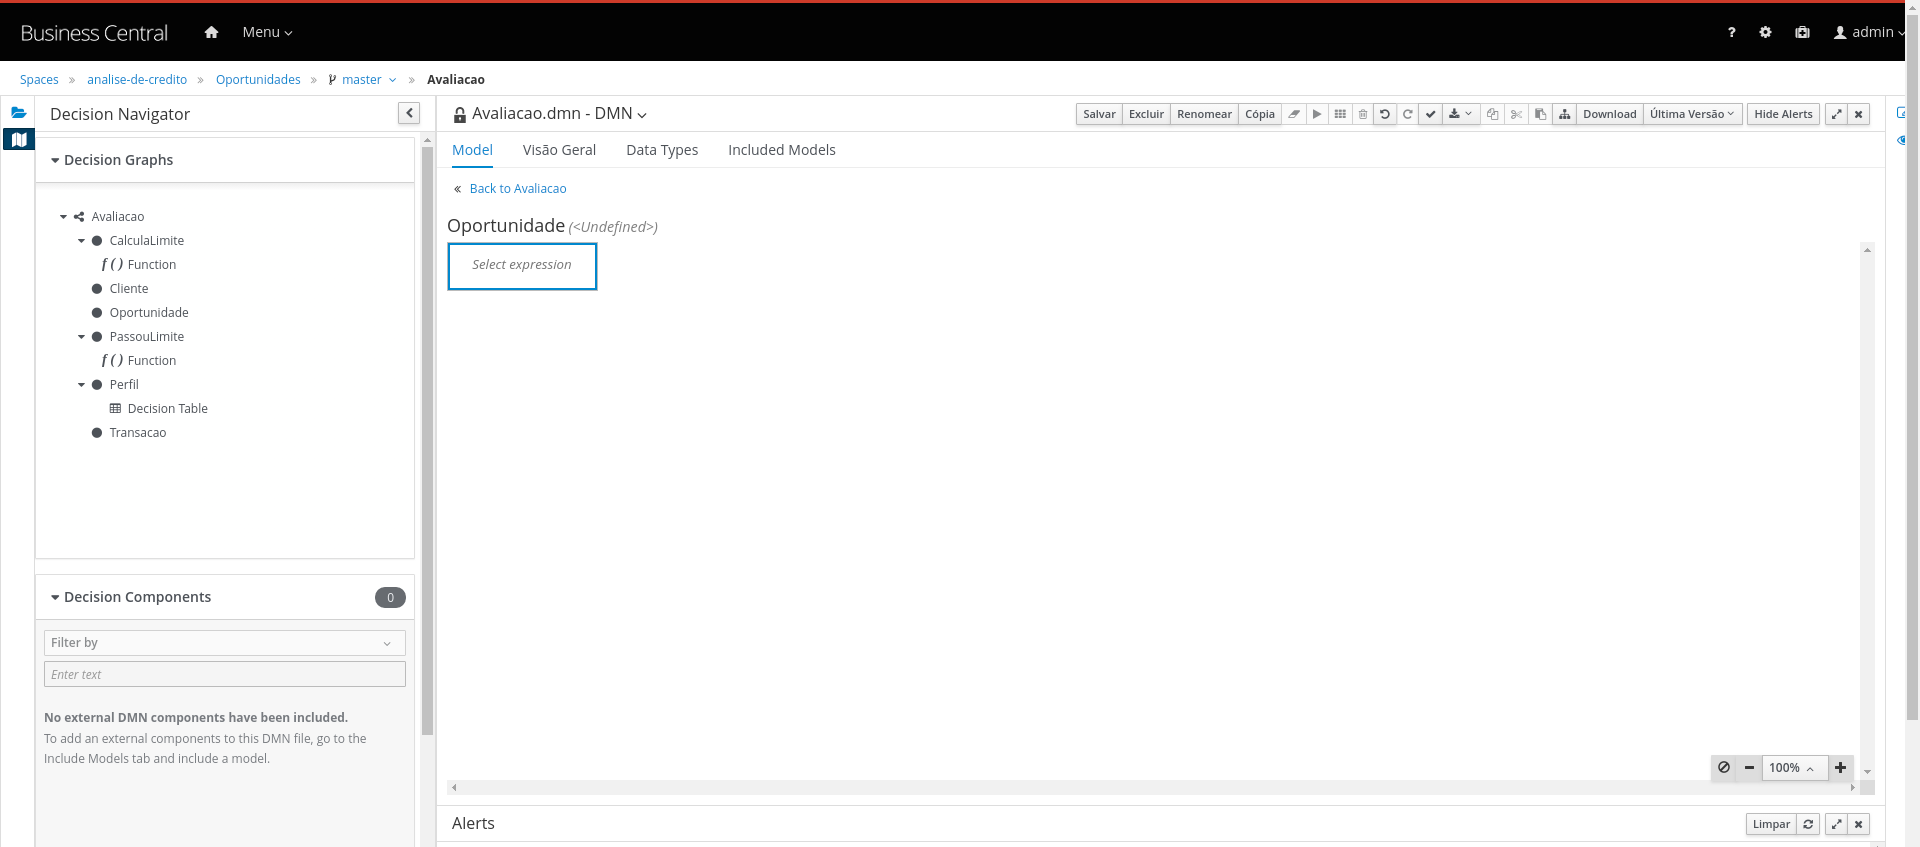 Business Central Menu ? admin
Spaces » analise-de-credito » Oportunidades » master » Avaliacao
Decision Navigator
Decision Graphs
Avaliacao
CalculaLimite
f ( ) Function
Cliente
Oportunidade
PassouLimite
f ( ) Function
Perfil
Decision Table
Transacao
Decision Components 0
Filter by
Enter text
No external DMN components have been included.
To add an external components to this DMN file, go to the
Include Models tab and include a model.
Avaliacao.dmn - DMN
Salvar Excluir Renomear Cópia Download Última Versão Hide Alerts
Model Visão Geral Data Types Included Models
« Back to Avaliacao
Oportunidade (<Undefined>)
Select expression
100%
Alerts
Limpar